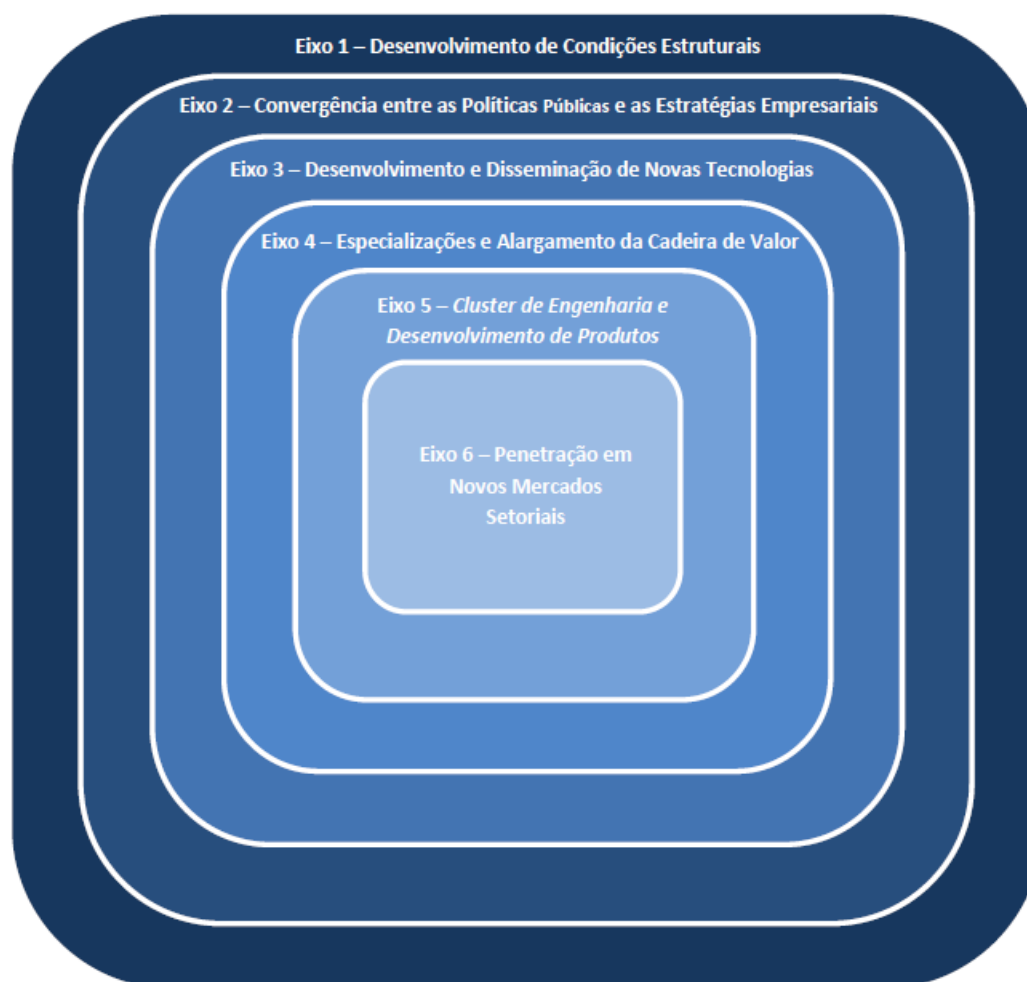 Eixo 1 – Desenvolvimento de Condições Estruturais
Eixo 2 – Convergência entre as Políticas Públicas e as Estratégias Empresariais
Eixo 3 – Desenvolvimento e Disseminação de Novas Tecnologias
Eixo 4 – Especializações e Alargamento da Cadeira de Valor
Eixo 5 – Cluster de Engenharia e
Desenvolvimento de Produtos
Eixo 6 – Penetração em
Novos Mercados
Setoriais